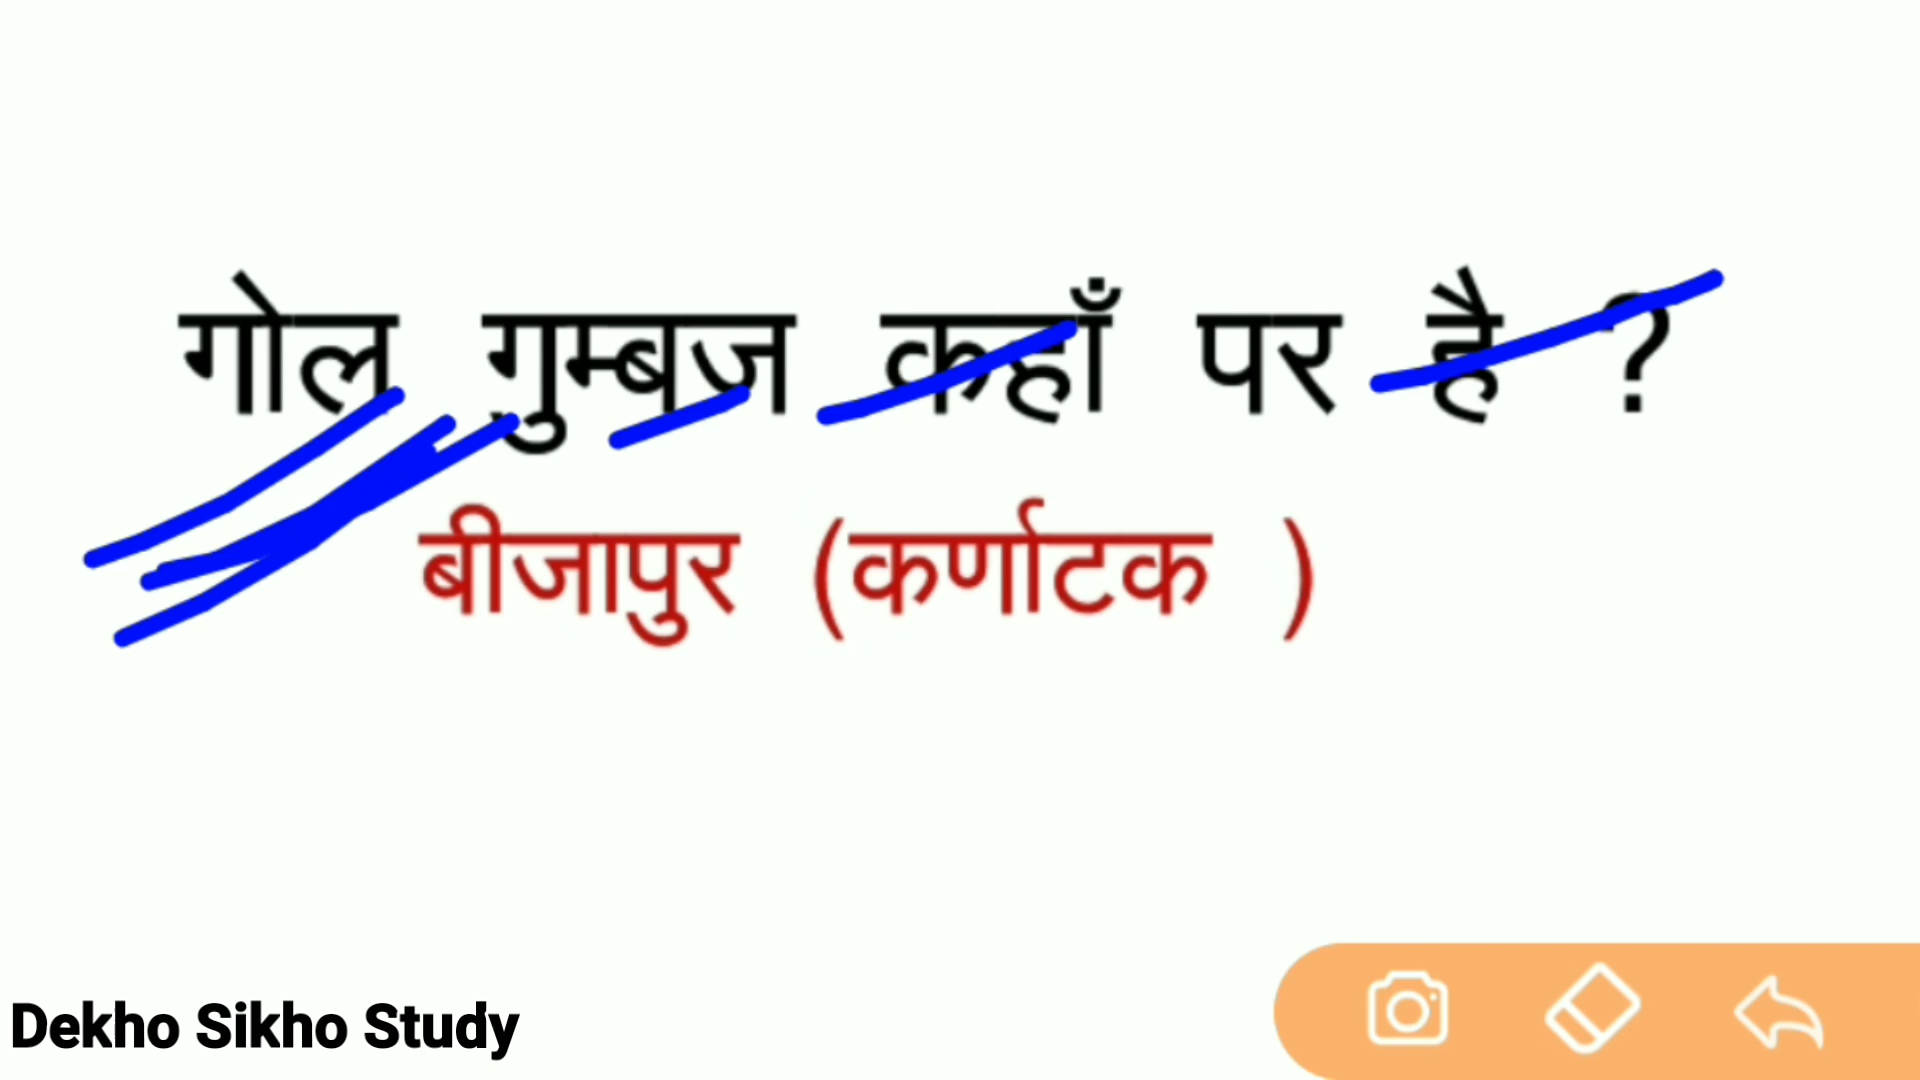 गोल गुम्बज कहाँ पर है ?
बीजापुर (कर्णाटक )
Dekho Sikho Study